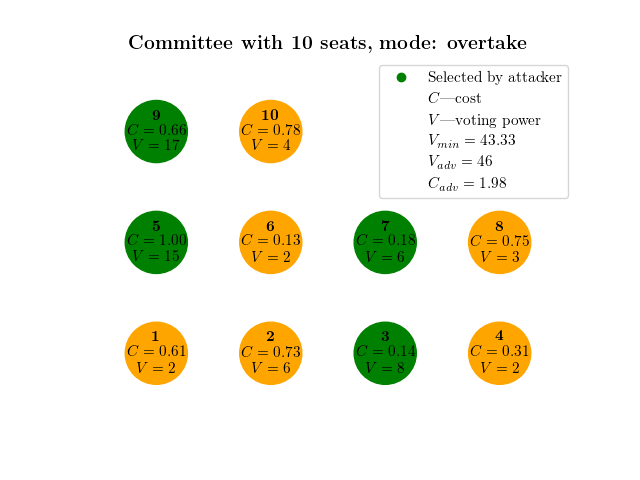 Committee with 10 seats, mode: overtake
Selected by attacker
C—cost
V—voting power
V_min = 43.33
V_adv = 46
C_adv = 1.98
9
C = 0.66
V = 17
10
C = 0.78
V = 4
5
C = 1.00
V = 15
6
C = 0.13
V = 2
7
C = 0.18
V = 6
8
C = 0.75
V = 3
1
C = 0.61
V = 2
2
C = 0.73
V = 6
3
C = 0.14
V = 8
4
C = 0.31
V = 2